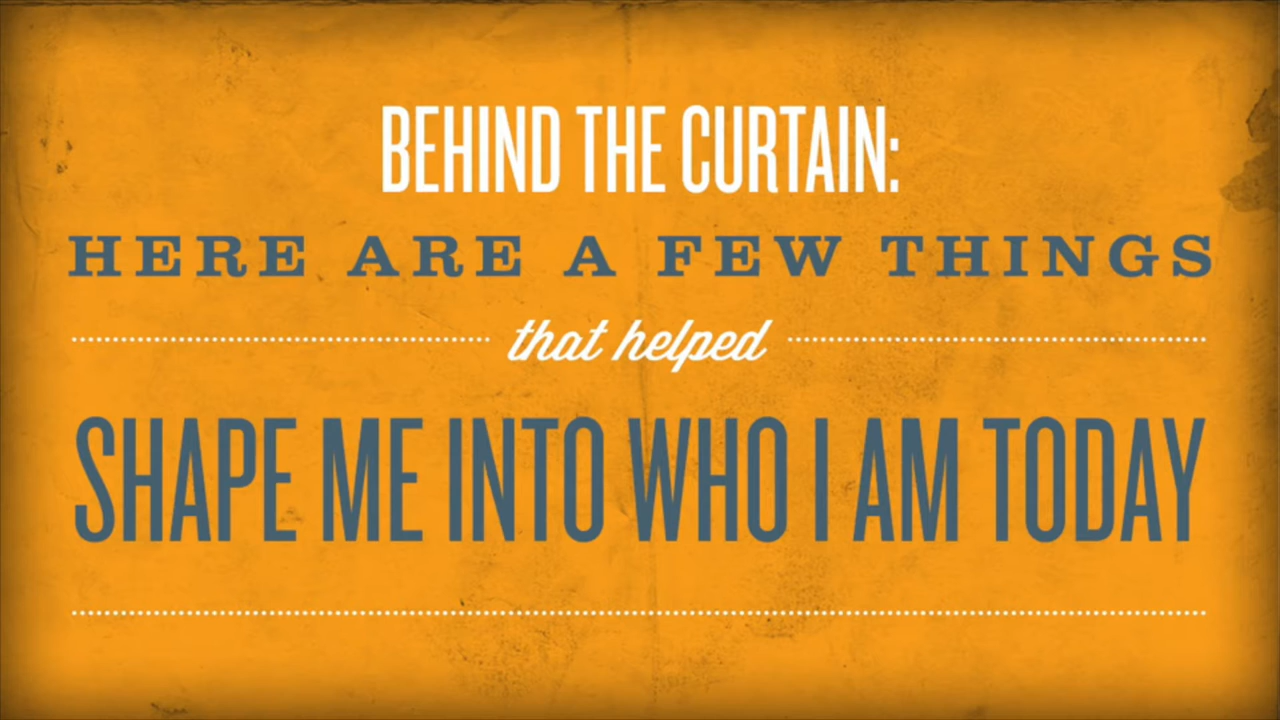 BEHIND THE CURTAIN:
HERE ARE A FEW THINGS
that helped
SHAPE ME INTO WHO I AM TODAY